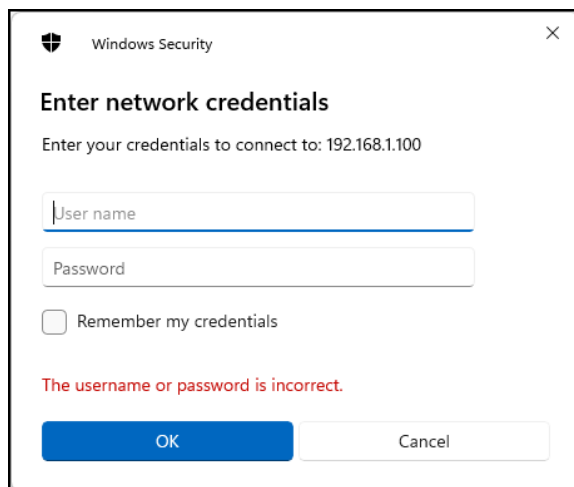 Windows Security
Enter network credentials
Enter your credentials to connect to: 192.168.1.100
User name
Password
Remember my credentials
The username or password is incorrect.
OK
Cancel